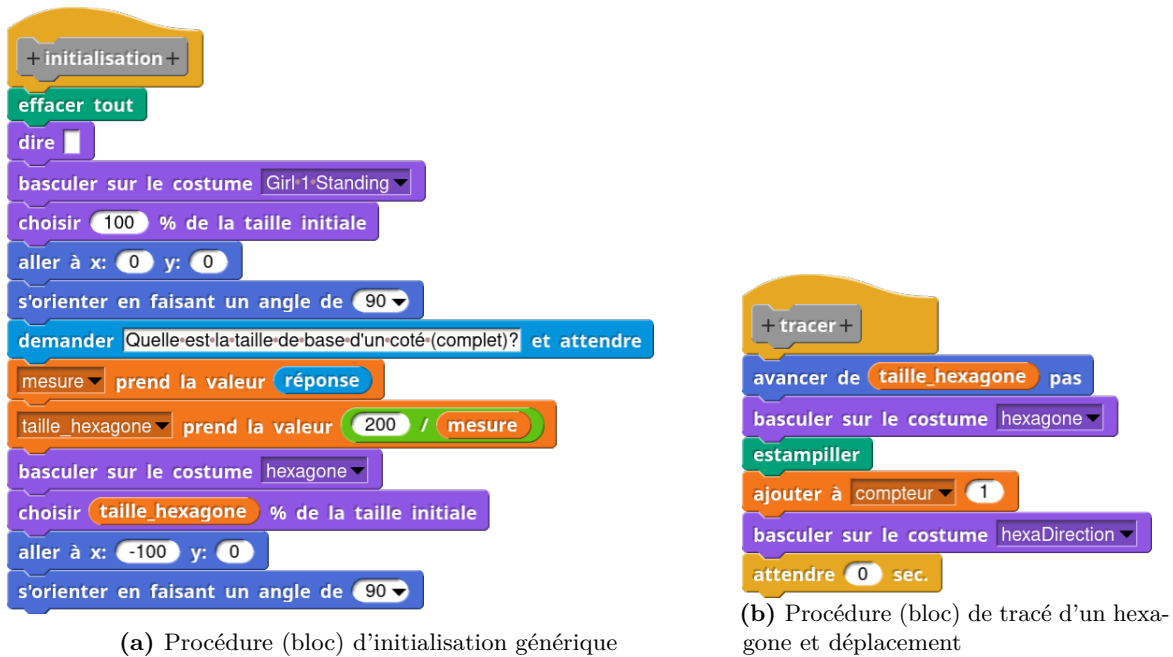 +initialisation+
effacer tout
dire
basculer sur le costume Girl•1•Standing
choisir 100 % de la taille initiale
aller à x: 0 y: 0
s'orienter en faisant un angle de 90
demander Quelle•est•la•taille•de•base•d'un•coté•(complet)? et attendre
mesure prend la valeur réponse
taille_hexagone prend la valeur 200 / mesure
basculer sur le costume hexagone
choisir taille_hexagone % de la taille initiale
aller à x: -100 y: 0
s'orienter en faisant un angle de 90
(a) Procédure (bloc) d'initialisation générique
+tracer+
avancer de taille_hexagone pas
basculer sur le costume hexagone
estampiller
ajouter à compteur 1
basculer sur le costume hexaDirection
attendre 0 sec.
(b) Procédure (bloc) de tracé d'un hexa-
gone et déplacement